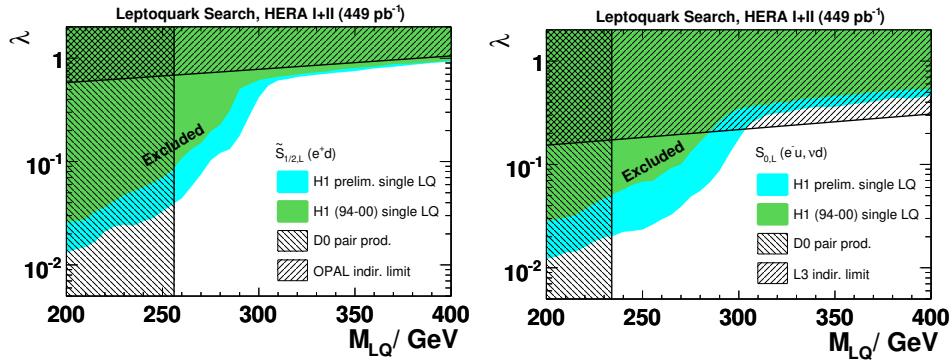 Leptoquark Search, HERA I+II (449 pb⁻¹)
λ
1
10⁻¹
10⁻²
Excluded
S̃1/2,L (e⁺d)
H1 prelim. single LQ
H1 (94-00) single LQ
D0 pair prod.
OPAL indir. limit
200 250 300 350 400
M_LQ/ GeV
Leptoquark Search, HERA I+II (449 pb⁻¹)
λ
1
10⁻¹
10⁻²
Excluded
S0,L (e⁻u, νd)
H1 prelim. single LQ
H1 (94-00) single LQ
D0 pair prod.
L3 indir. limit
200 250 300 350 400
M_LQ/ GeV